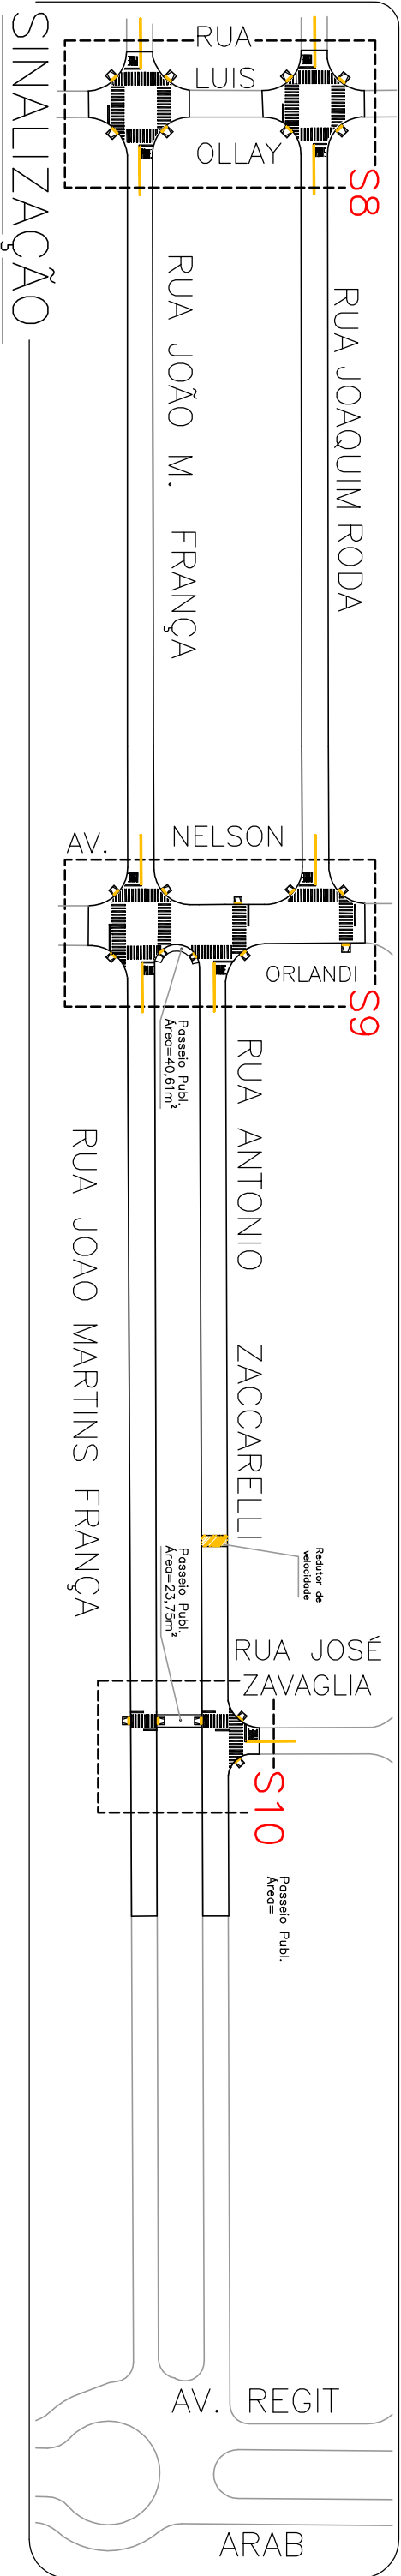 SINALIZAÇÃO
RUA
LUIS
OLLAY
S8
RUA JOÃO M. FRANÇA
RUA JOAQUIM RODA
AV.
NELSON
ORLANDI
S9
Passeio Publ.
Área=40,61m²
RUA ANTONIO ZACCARELLI
RUA JOAO MARTINS FRANÇA
Redutor de
velocidade
Passeio Publ.
Área=23,75m²
RUA JOSÉ
ZAVAGLIA
S10
Passeio Publ.
Área=
AV. REGIT
ARAB